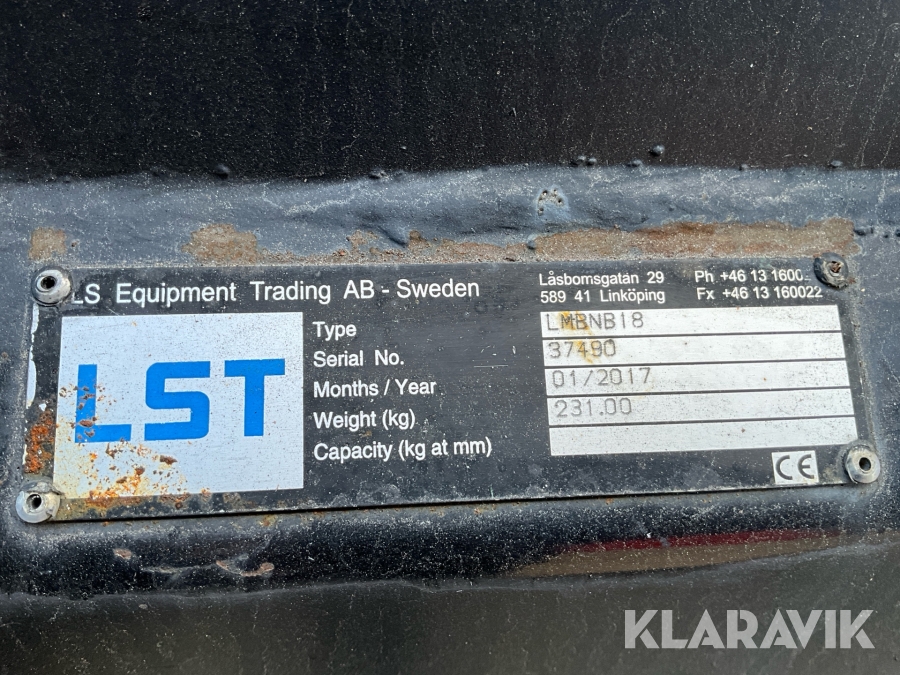 LS Equipment Trading AB - Sweden
Låsbomsgatan 29
589 41 Linköping
Ph +46 13 1600
Fx +46 13 160022
LST
Type LMBNB18
Serial No. 37490
Months / Year 01/2017
Weight (kg) 231.00
Capacity (kg at mm)
CE
KLARAVIK